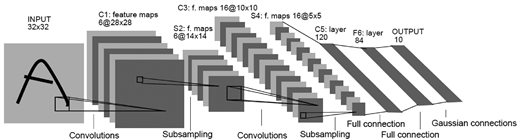 C3: f. maps 16@10x10
INPUT
32x32
C1: feature maps
6@28x28
S2: f. maps
6@14x14
S4: f. maps 16@5x5
C5: layer
120
F6: layer
84
OUTPUT
10
A
Convolutions
Subsampling
Convolutions
Subsampling
Full connection
Full connection
Gaussian connections